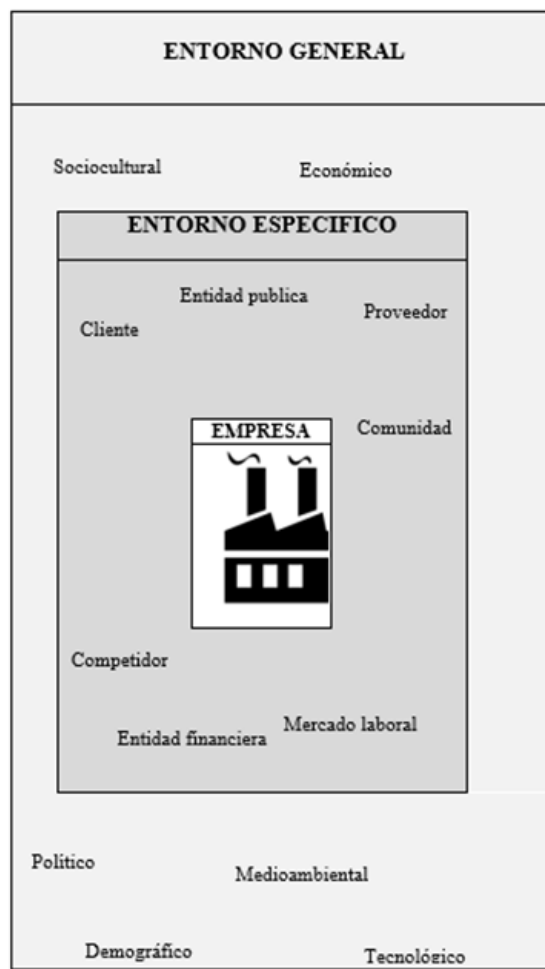 ENTORNO GENERAL
Sociocultural
Económico
ENTORNO ESPECIFICO
Entidad publica
Proveedor
Cliente
EMPRESA
Comunidad
Competidor
Mercado laboral
Entidad financiera
Politico
Medioambiental
Demográfico
Tecnológico